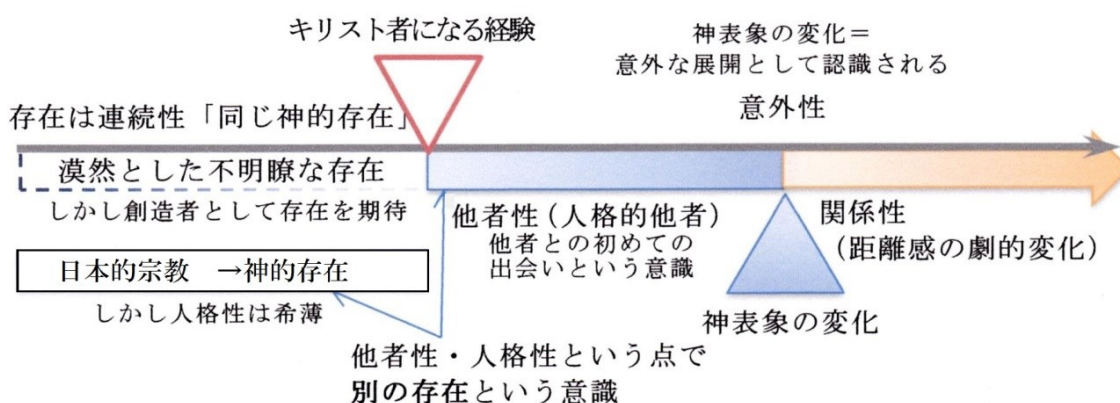 キリスト者になる経験
神表象の変化＝
意外な展開として認識される
意外性
存在は連続性「同じ神的存在」
漠然とした不明瞭な存在
しかし創造者として存在を期待
日本的宗教　→神的存在
しかし人格性は希薄
他者性（人格的他者）
他者との初めての
出会いという意識
関係性
（距離感の劇的変化）
神表象の変化
他者性・人格性という点で
別の存在という意識